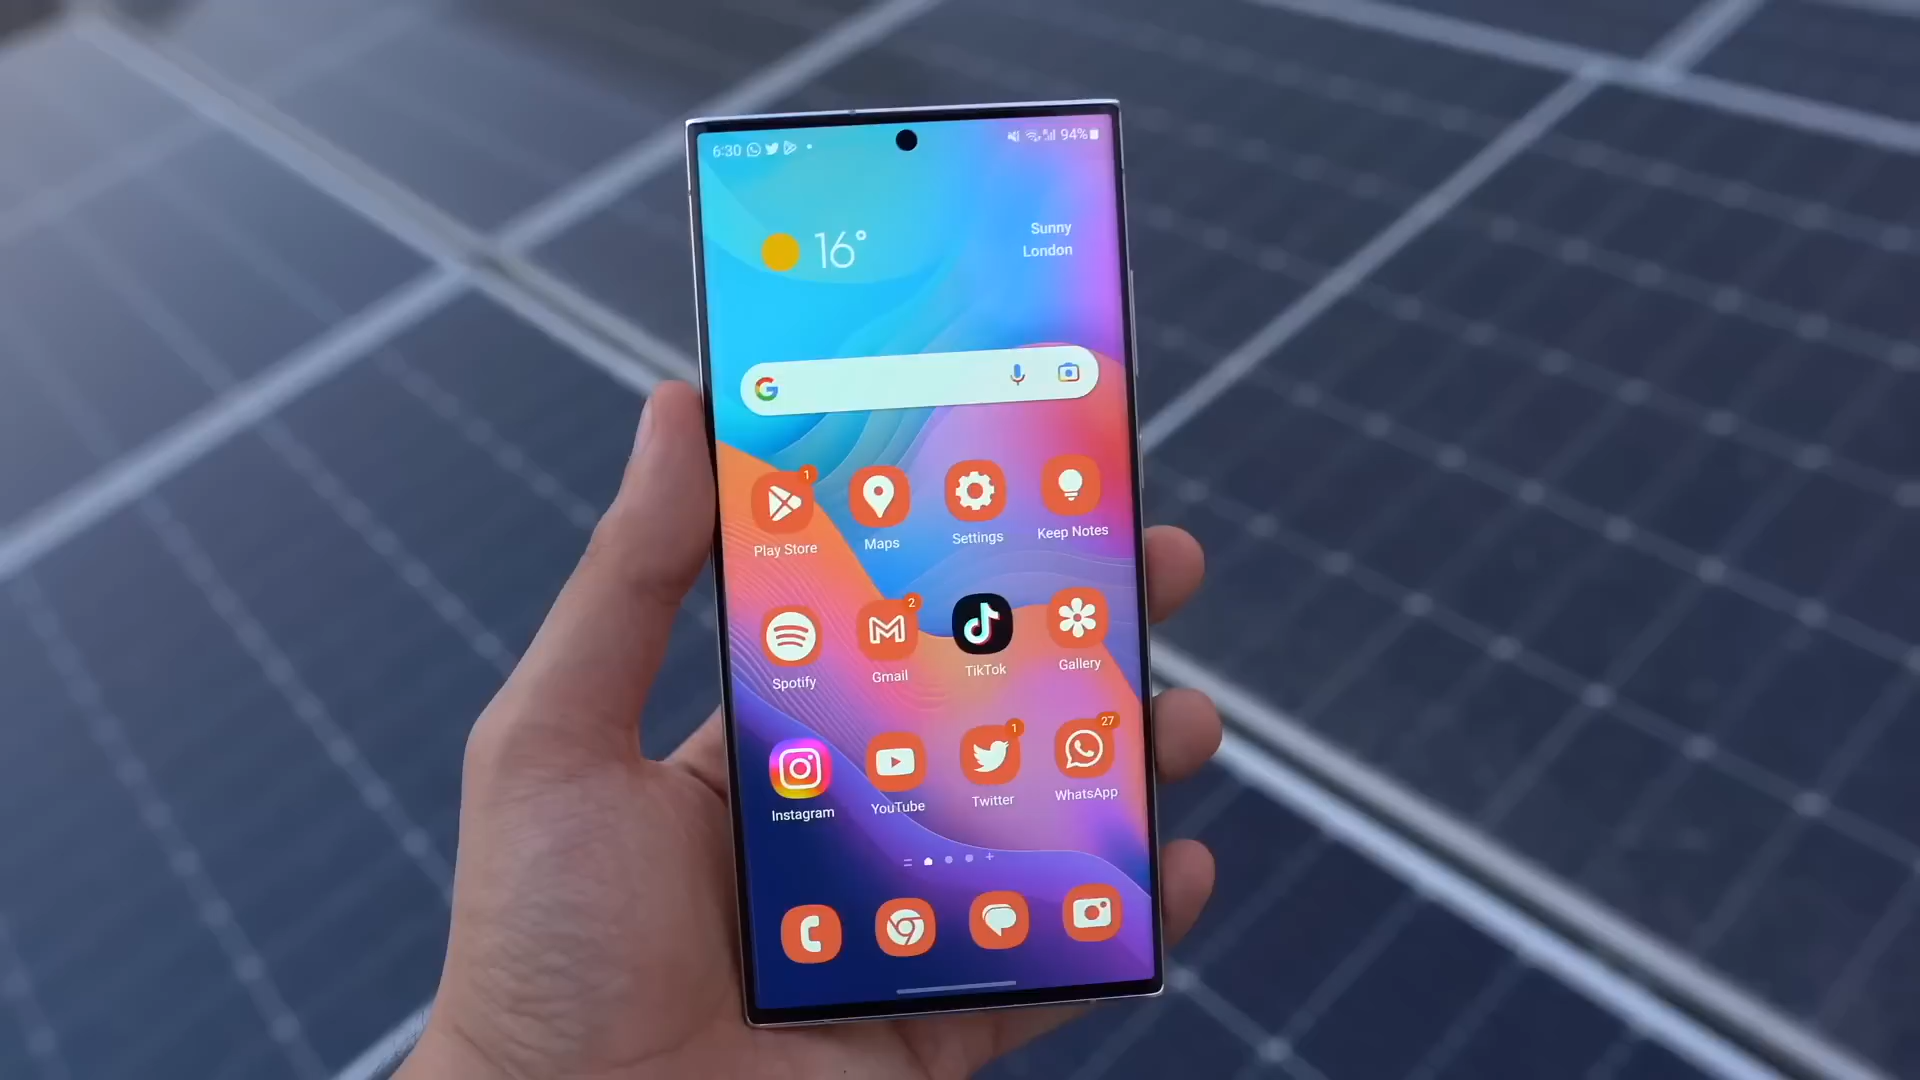 6:30
94%
16°
Sunny
London
1
Play Store
Maps
Settings
Keep Notes
2
Spotify
Gmail
TikTok
Gallery
1
27
Instagram
YouTube
Twitter
WhatsApp